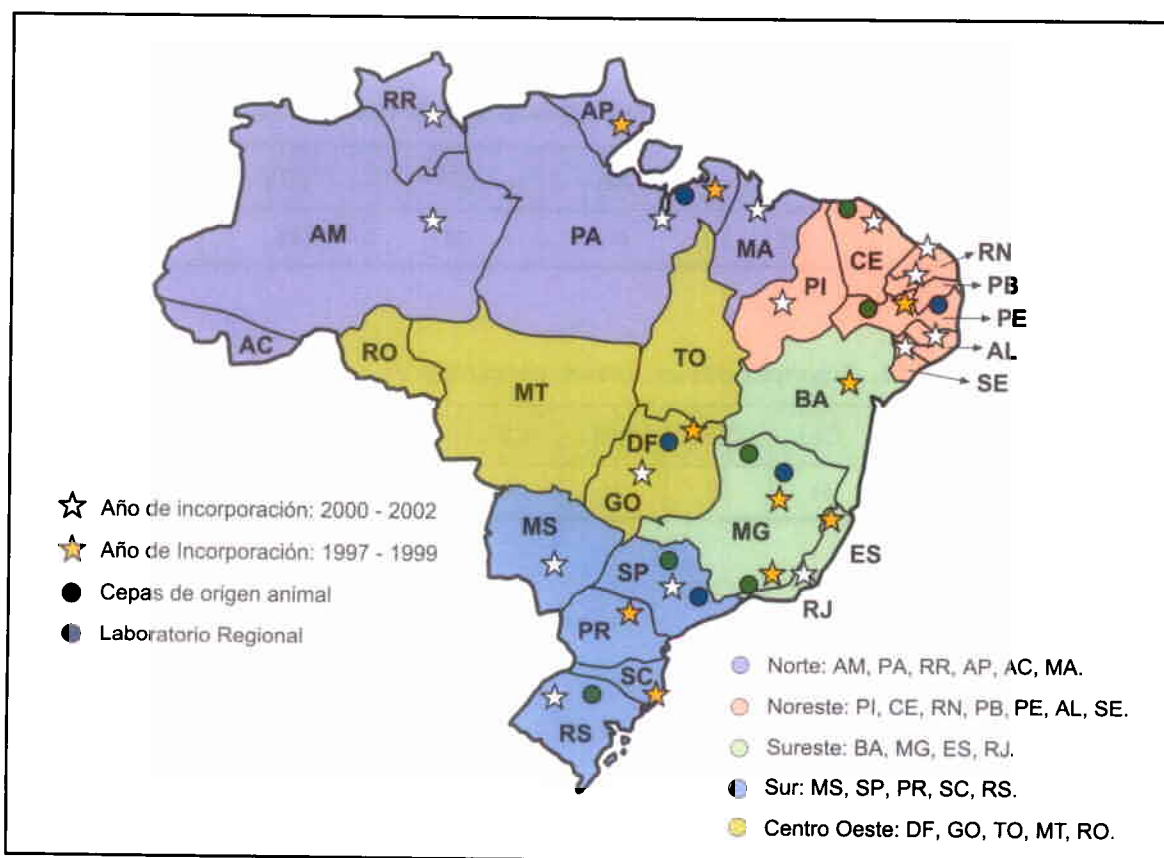 RR
AP
AM
PA
MA
CE
RN
PI
PB
PE
AC
RO
TO
AL
SE
MT
BA
DF
GO
MG
MS
ES
SP
RJ
PR
SC
RS
Año de incorporación: 2000 - 2002
Año de Incorporación: 1997 - 1999
Cepas de origen animal
Laboratorio Regional
Norte: AM, PA, RR, AP, AC, MA.
Noreste: PI, CE, RN, PB, PE, AL, SE.
Sureste: BA, MG, ES, RJ.
Sur: MS, SP, PR, SC, RS.
Centro Oeste: DF, GO, TO, MT, RO.